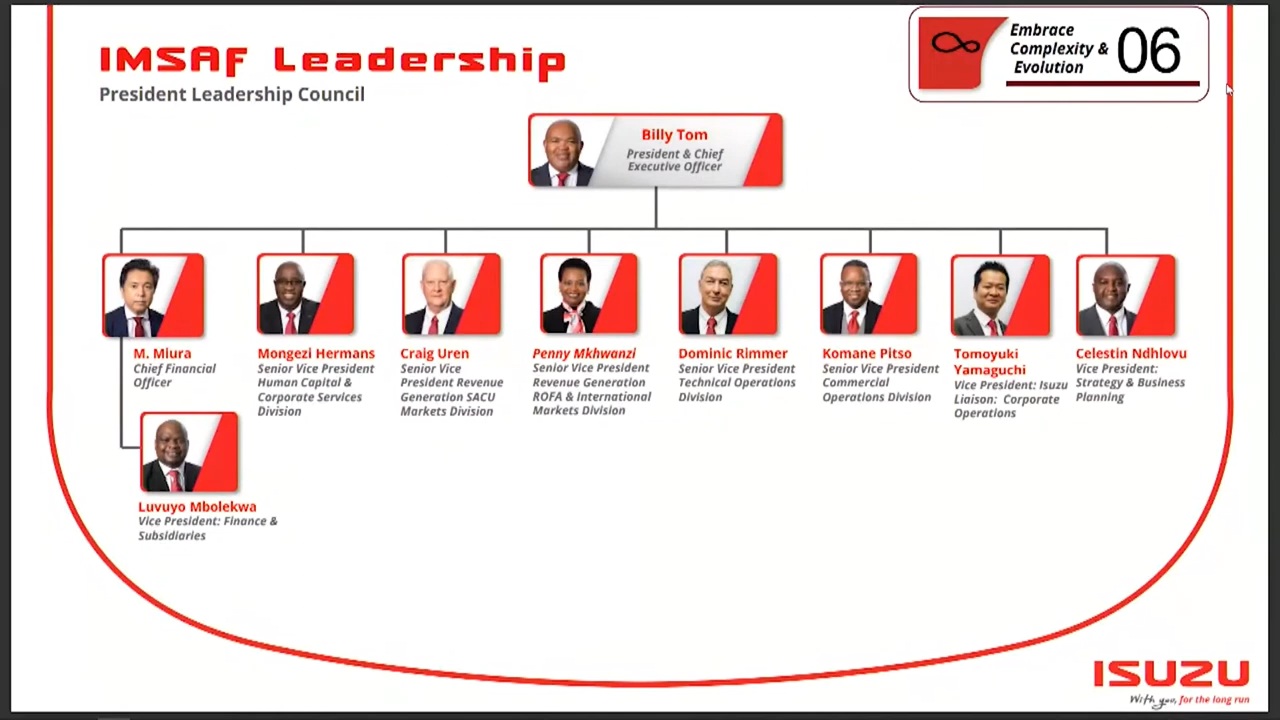 IMSAF Leadership
President Leadership Council
Embrace
Complexity &
Evolution
06
Billy Tom
President & Chief
Executive Officer
M. Miura
Chief Financial
Officer
Mongezi Hermans
Senior Vice President
Human Capital &
Corporate Services
Division
Craig Uren
Senior Vice
President Revenue
Generation SACU
Markets Division
Penny Mkhwanzi
Senior Vice President
Revenue Generation
ROFA & International
Markets Division
Dominic Rimmer
Senior Vice President
Technical Operations
Division
Komane Pitso
Senior Vice President
Commercial
Operations Division
Tomoyuki
Yamaguchi
Vice President: Isuzu
Liaison: Corporate
Operations
Celestin Ndhlovu
Vice President:
Strategy & Business
Planning
Luvuyo Mbolekwa
Vice President: Finance &
Subsidiaries
ISUZU
With you, for the long run